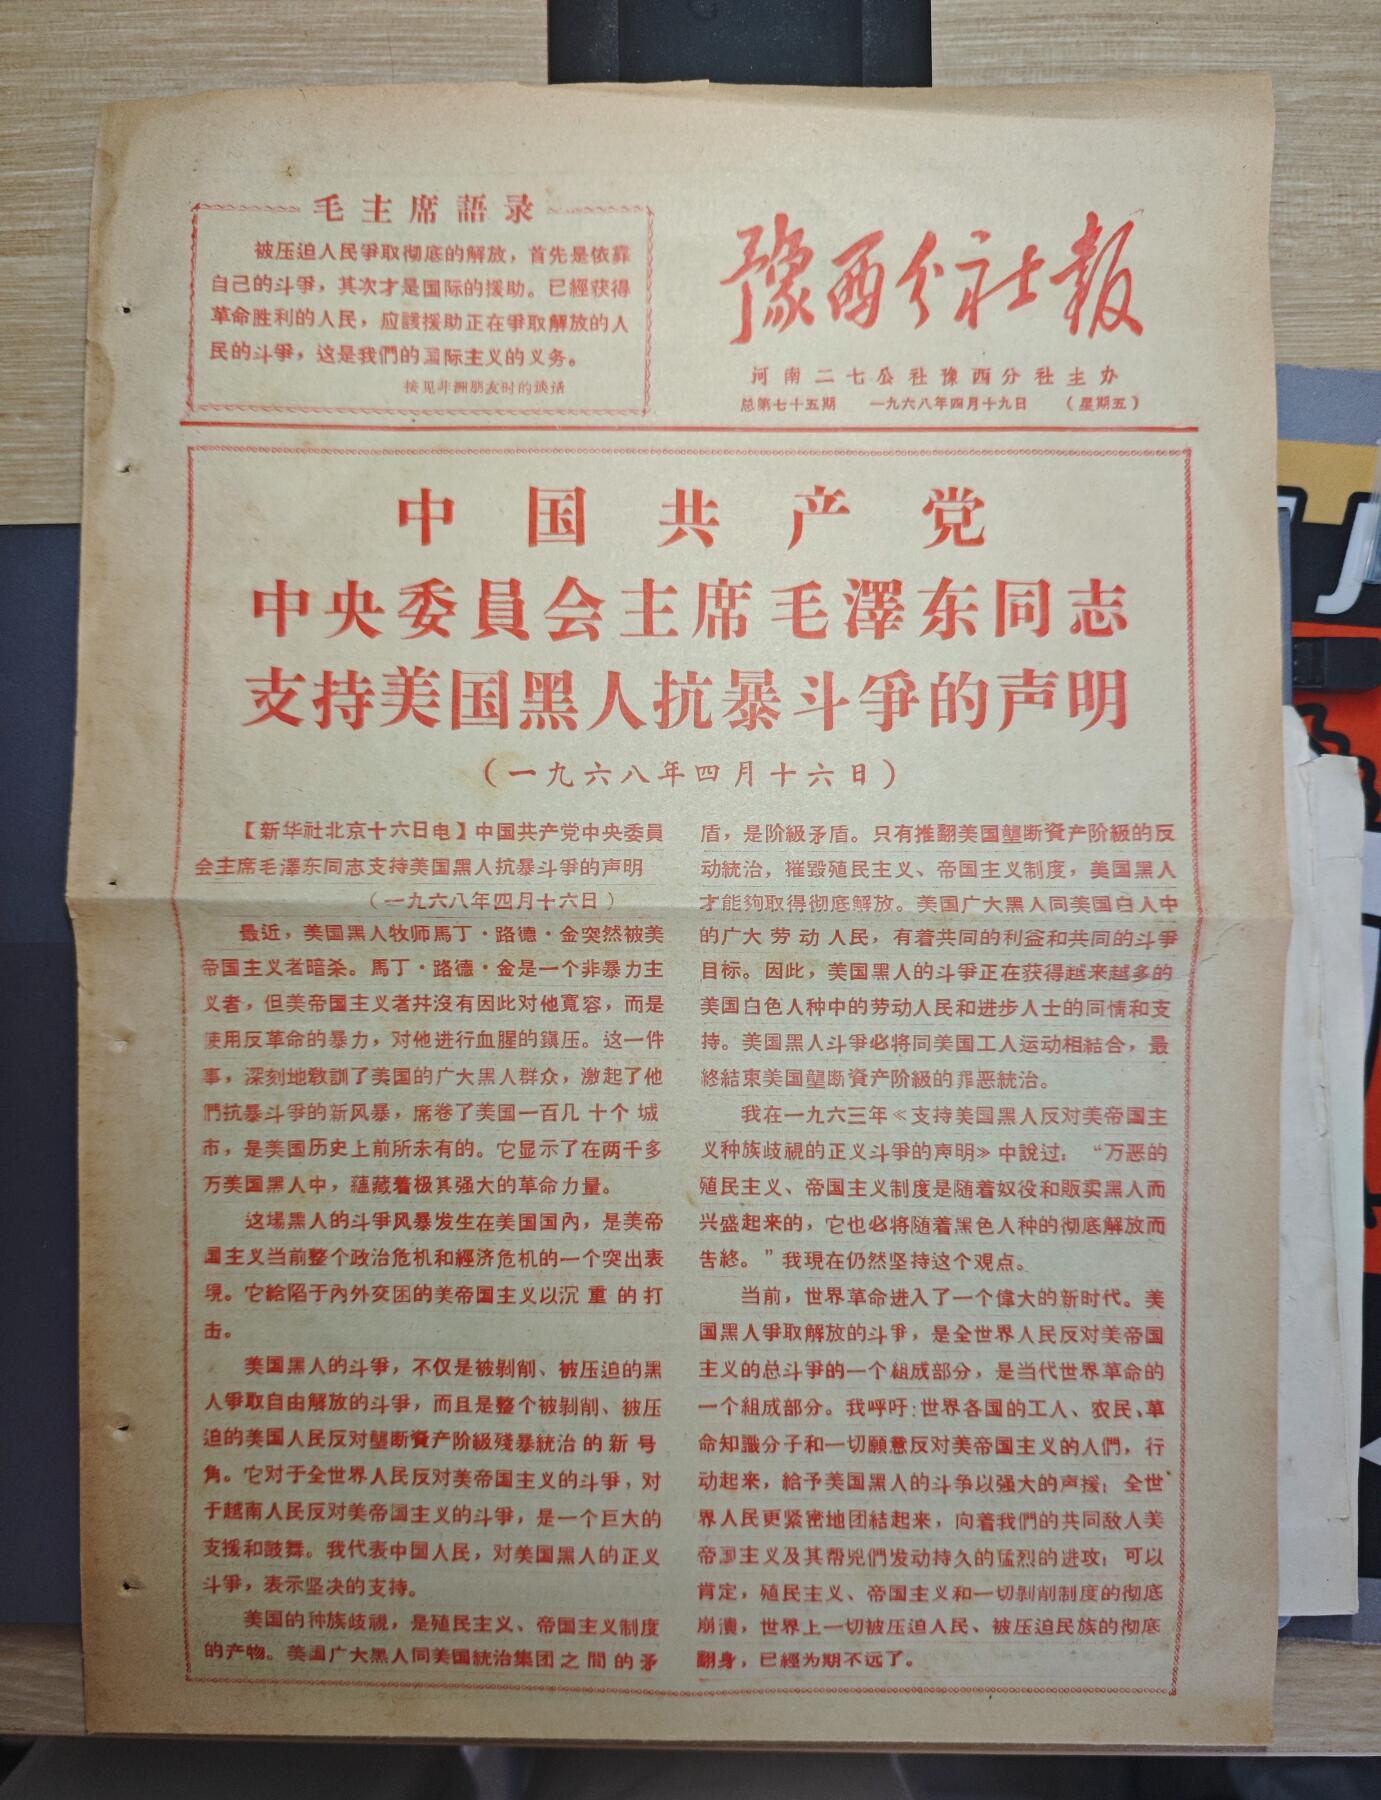 毛主席語录
被压迫人民爭取彻底的解放，首先是依靠
自己的斗爭，其次才是国际的援助。已經获得
革命胜利的人民，应該援助正在爭取解放的人
民的斗爭，这是我們的国际主义的义务。
接见非洲朋友时的谈话
豫西分社报
河南二七公社豫西分社主办
总第七十五期 一九六八年四月十九日 （星期五）
中国共产党
中央委員会主席毛澤东同志
支持美国黑人抗暴斗爭的声明
（一九六八年四月十六日）
【新华社北京十六日电】中国共产党中央委員
会主席毛澤东同志支持美国黑人抗暴斗爭的声明
（一九六八年四月十六日）
最近，美国黑人牧师馬丁·路德·金突然被美
帝国主义者暗杀。馬丁·路德·金是一个非暴力主
义者，但美帝国主义者并沒有因此对他寬容，而是
使用反革命的暴力，对他进行血腥的鎭压。这一件
事，深刻地敎訓了美国的广大黑人群众，激起了他
們抗暴斗爭的新风暴，席卷了美国一百几十个城
市，是美国历史上前所未有的。它显示了在两千多
万美国黑人中，蘊藏着极其强大的革命力量。
这場黑人的斗爭风暴发生在美国国內，是美帝
国主义当前整个政治危机和經济危机的一个突出表
現。它給陷于內外交困的美帝国主义以沉重的打
击。
美国黑人的斗爭，不仅是被剝削、被压迫的黑
人爭取自由解放的斗爭，而且是整个被剝削、被压
迫的美国人民反对壟断資产阶級殘暴統治的新号
角。它对于全世界人民反对美帝国主义的斗爭，对
于越南人民反对美帝国主义的斗爭，是一个巨大的
支援和鼓舞。我代表中国人民，对美国黑人的正义
斗爭，表示坚决的支持。
美国的种族歧視，是殖民主义、帝国主义制度
的产物。美国广大黑人同美国統治集团之間的矛
盾，是阶級矛盾。只有推翻美国壟断資产阶級的反
动統治，摧毁殖民主义、帝国主义制度，美国黑人
才能夠取得彻底解放。美国广大黑人同美国白人中
的广大劳动人民，有着共同的利益和共同的斗爭
目标。因此，美国黑人的斗爭正在获得越来越多的
美国白色人种中的劳动人民和进步人士的同情和支
持。美国黑人斗爭必将同美国工人运动相結合，最
終結束美国壟断資产阶級的罪恶統治。
我在一九六三年《支持美国黑人反对美帝国主
义种族歧視的正义斗爭的声明》中說过：“万恶的
殖民主义、帝国主义制度是随着奴役和販卖黑人而
兴盛起来的，它也必将随着黑色人种的彻底解放而
告終。”我現在仍然坚持这个观点。
当前，世界革命进入了一个偉大的新时代。美
国黑人爭取解放的斗爭，是全世界人民反对美帝国
主义的总斗爭的一个組成部分，是当代世界革命的
一个組成部分。我呼吁：世界各国的工人、农民、革
命知識分子和一切願意反对美帝国主义的人們，行
动起来，給予美国黑人的斗爭以强大的声援；全世
界人民更紧密地团結起来，向着我們的共同敌人美
帝国主义及其帮兇們发动持久的猛烈的进攻；可以
肯定，殖民主义、帝国主义和一切剝削制度的彻底
崩潰，世界上一切被压迫人民、被压迫民族的彻底
翻身，已經为期不远了。